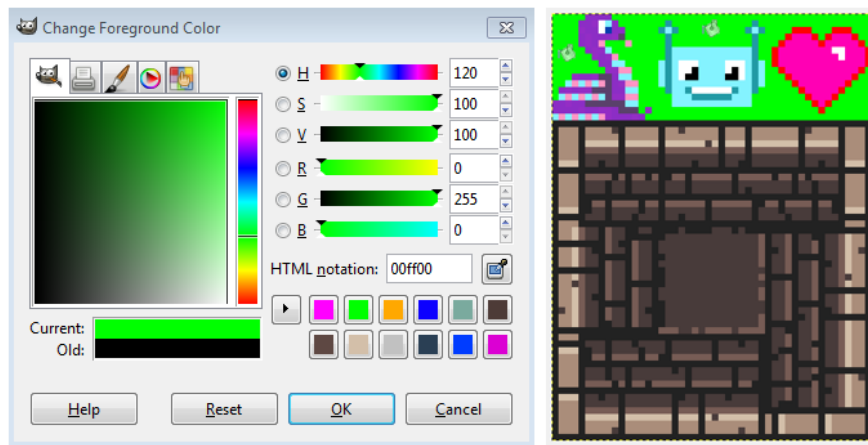 Change Foreground Color
H 120
S 100
V 100
R 0
G 255
B 0
HTML notation: 00ff00
Current:
Old:
Help Reset OK Cancel